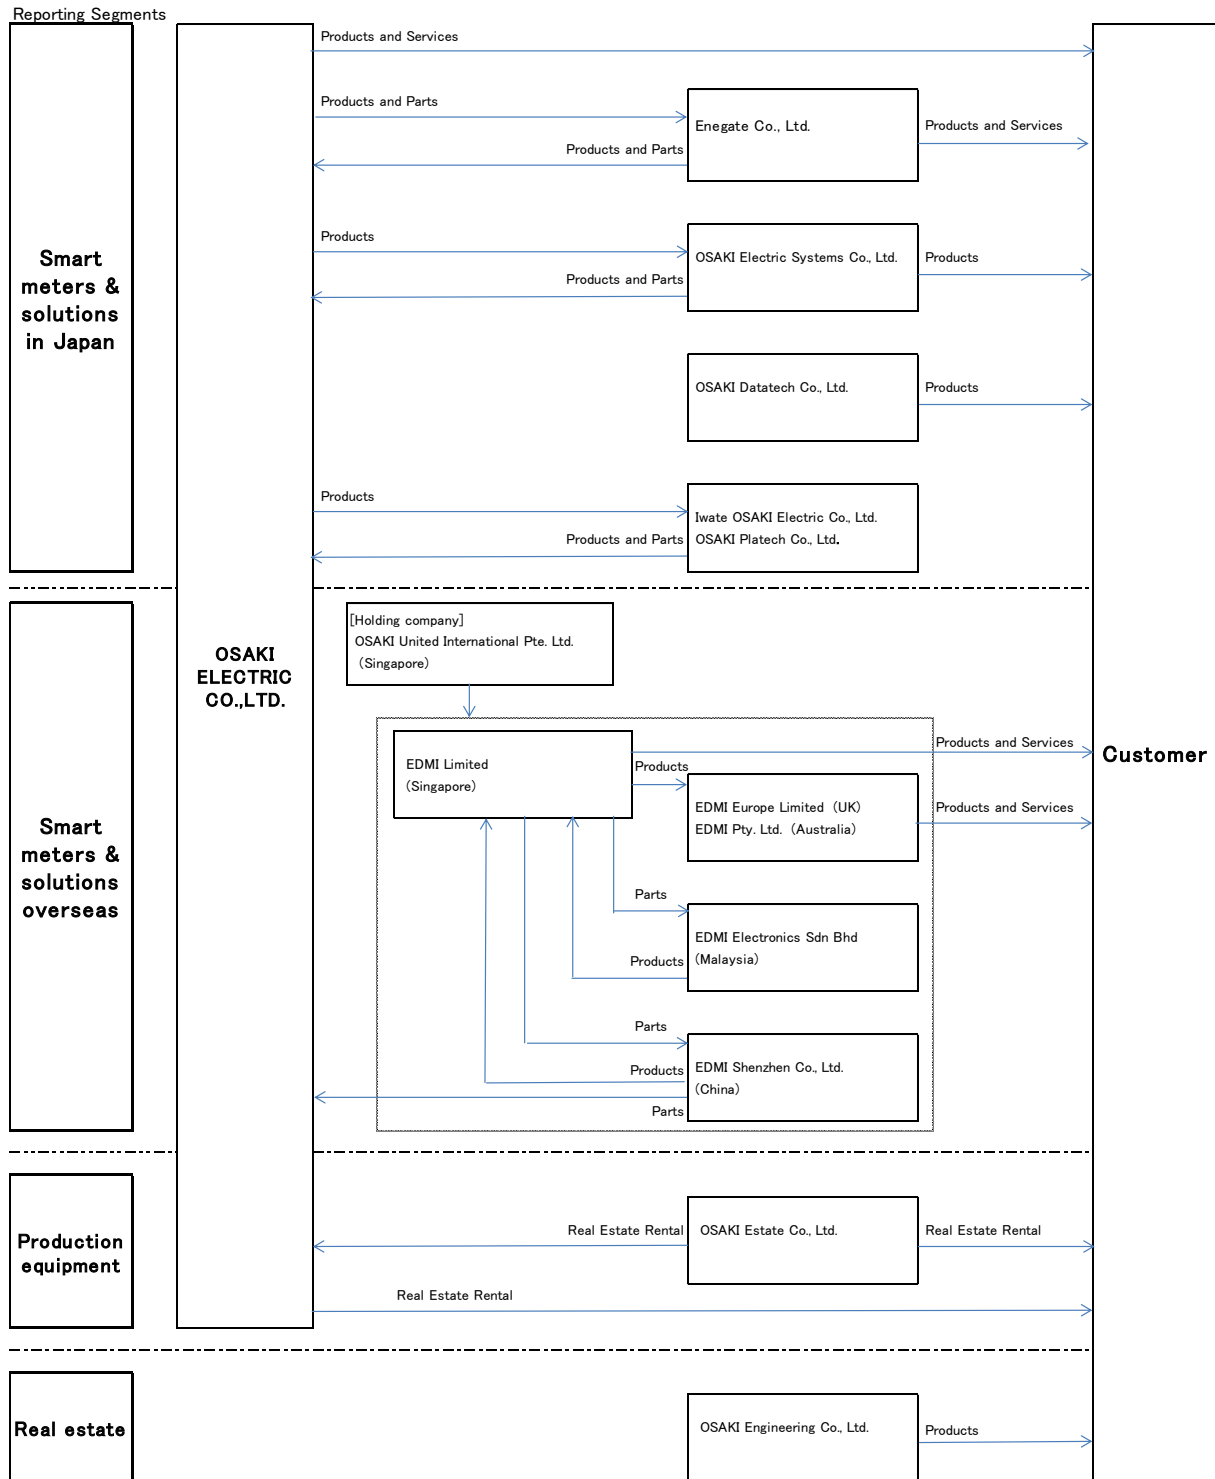 Reporting Segments
Smart
meters &
solutions
in Japan
OSAKI
ELECTRIC
CO.,LTD.
Customer
Products and Services
Products and Parts
Products and Parts
Enegate Co., Ltd.
Products and Services
Products
Products and Parts
OSAKI Electric Systems Co., Ltd.
Products
OSAKI Datatech Co., Ltd.
Products
Products
Products and Parts
Iwate OSAKI Electric Co., Ltd.
OSAKI Platech Co., Ltd.
Smart
meters &
solutions
overseas
[Holding company]
OSAKI United International Pte. Ltd.
(Singapore)
EDMI Limited
(Singapore)
Products and Services
Products
EDMI Europe Limited (UK)
EDMI Pty. Ltd. (Australia)
Products and Services
Parts
Products
EDMI Electronics Sdn Bhd
(Malaysia)
Parts
Products
Parts
EDMI Shenzhen Co., Ltd.
(China)
Production
equipment
Real Estate Rental
OSAKI Estate Co., Ltd.
Real Estate Rental
Real Estate Rental
Real estate
OSAKI Engineering Co., Ltd.
Products